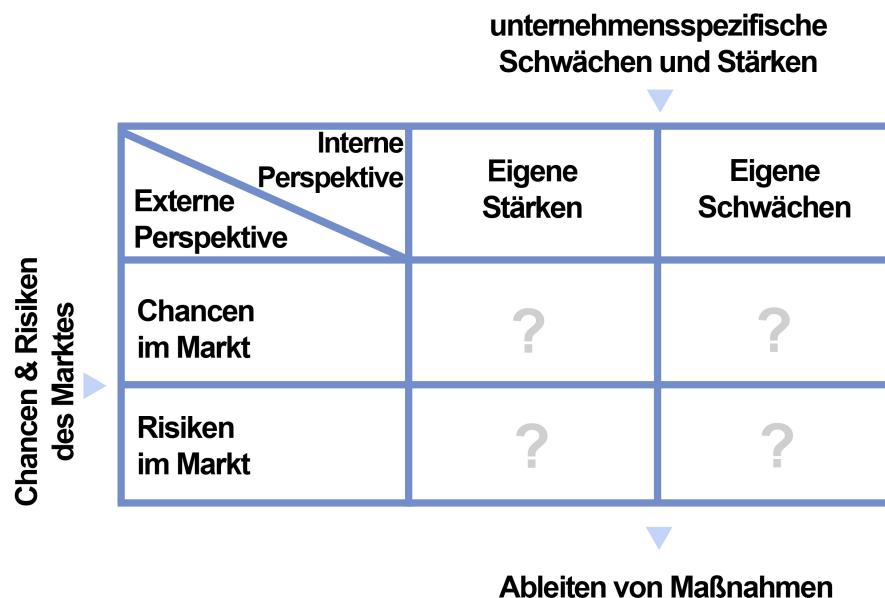 unternehmensspezifische
Schwächen und Stärken
Interne
Perspektive
Externe
Perspektive
Eigene
Stärken
Eigene
Schwächen
Chancen & Risiken
des Marktes
Chancen
im Markt
?
?
Risiken
im Markt
?
?
Ableiten von Maßnahmen